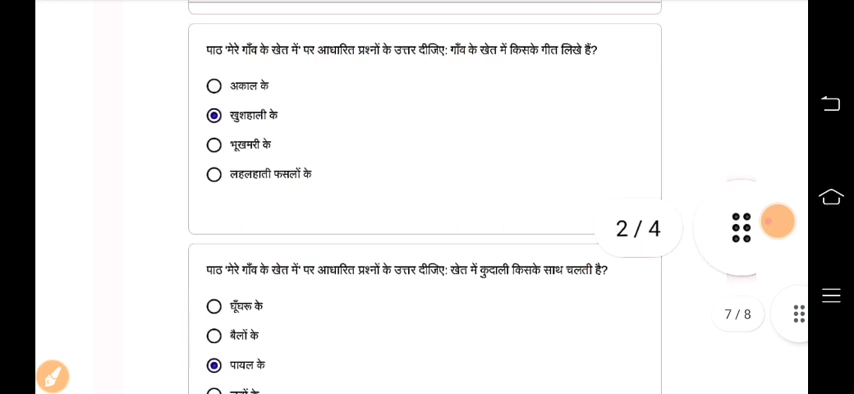 पाठ 'मेरे गाँव के खेत में' पर आधारित प्रश्नों के उत्तर दीजिए: गाँव के खेत में किसके गीत लिखे हैं?
अकाल के
खुशहाली के
भूखमरी के
लहलहाती फसलों के
2 / 4
पाठ 'मेरे गाँव के खेत में' पर आधारित प्रश्नों के उत्तर दीजिए: खेत में कुदाली किसके साथ चलती है?
7 / 8
घूँघरू के
बैलों के
पायल के